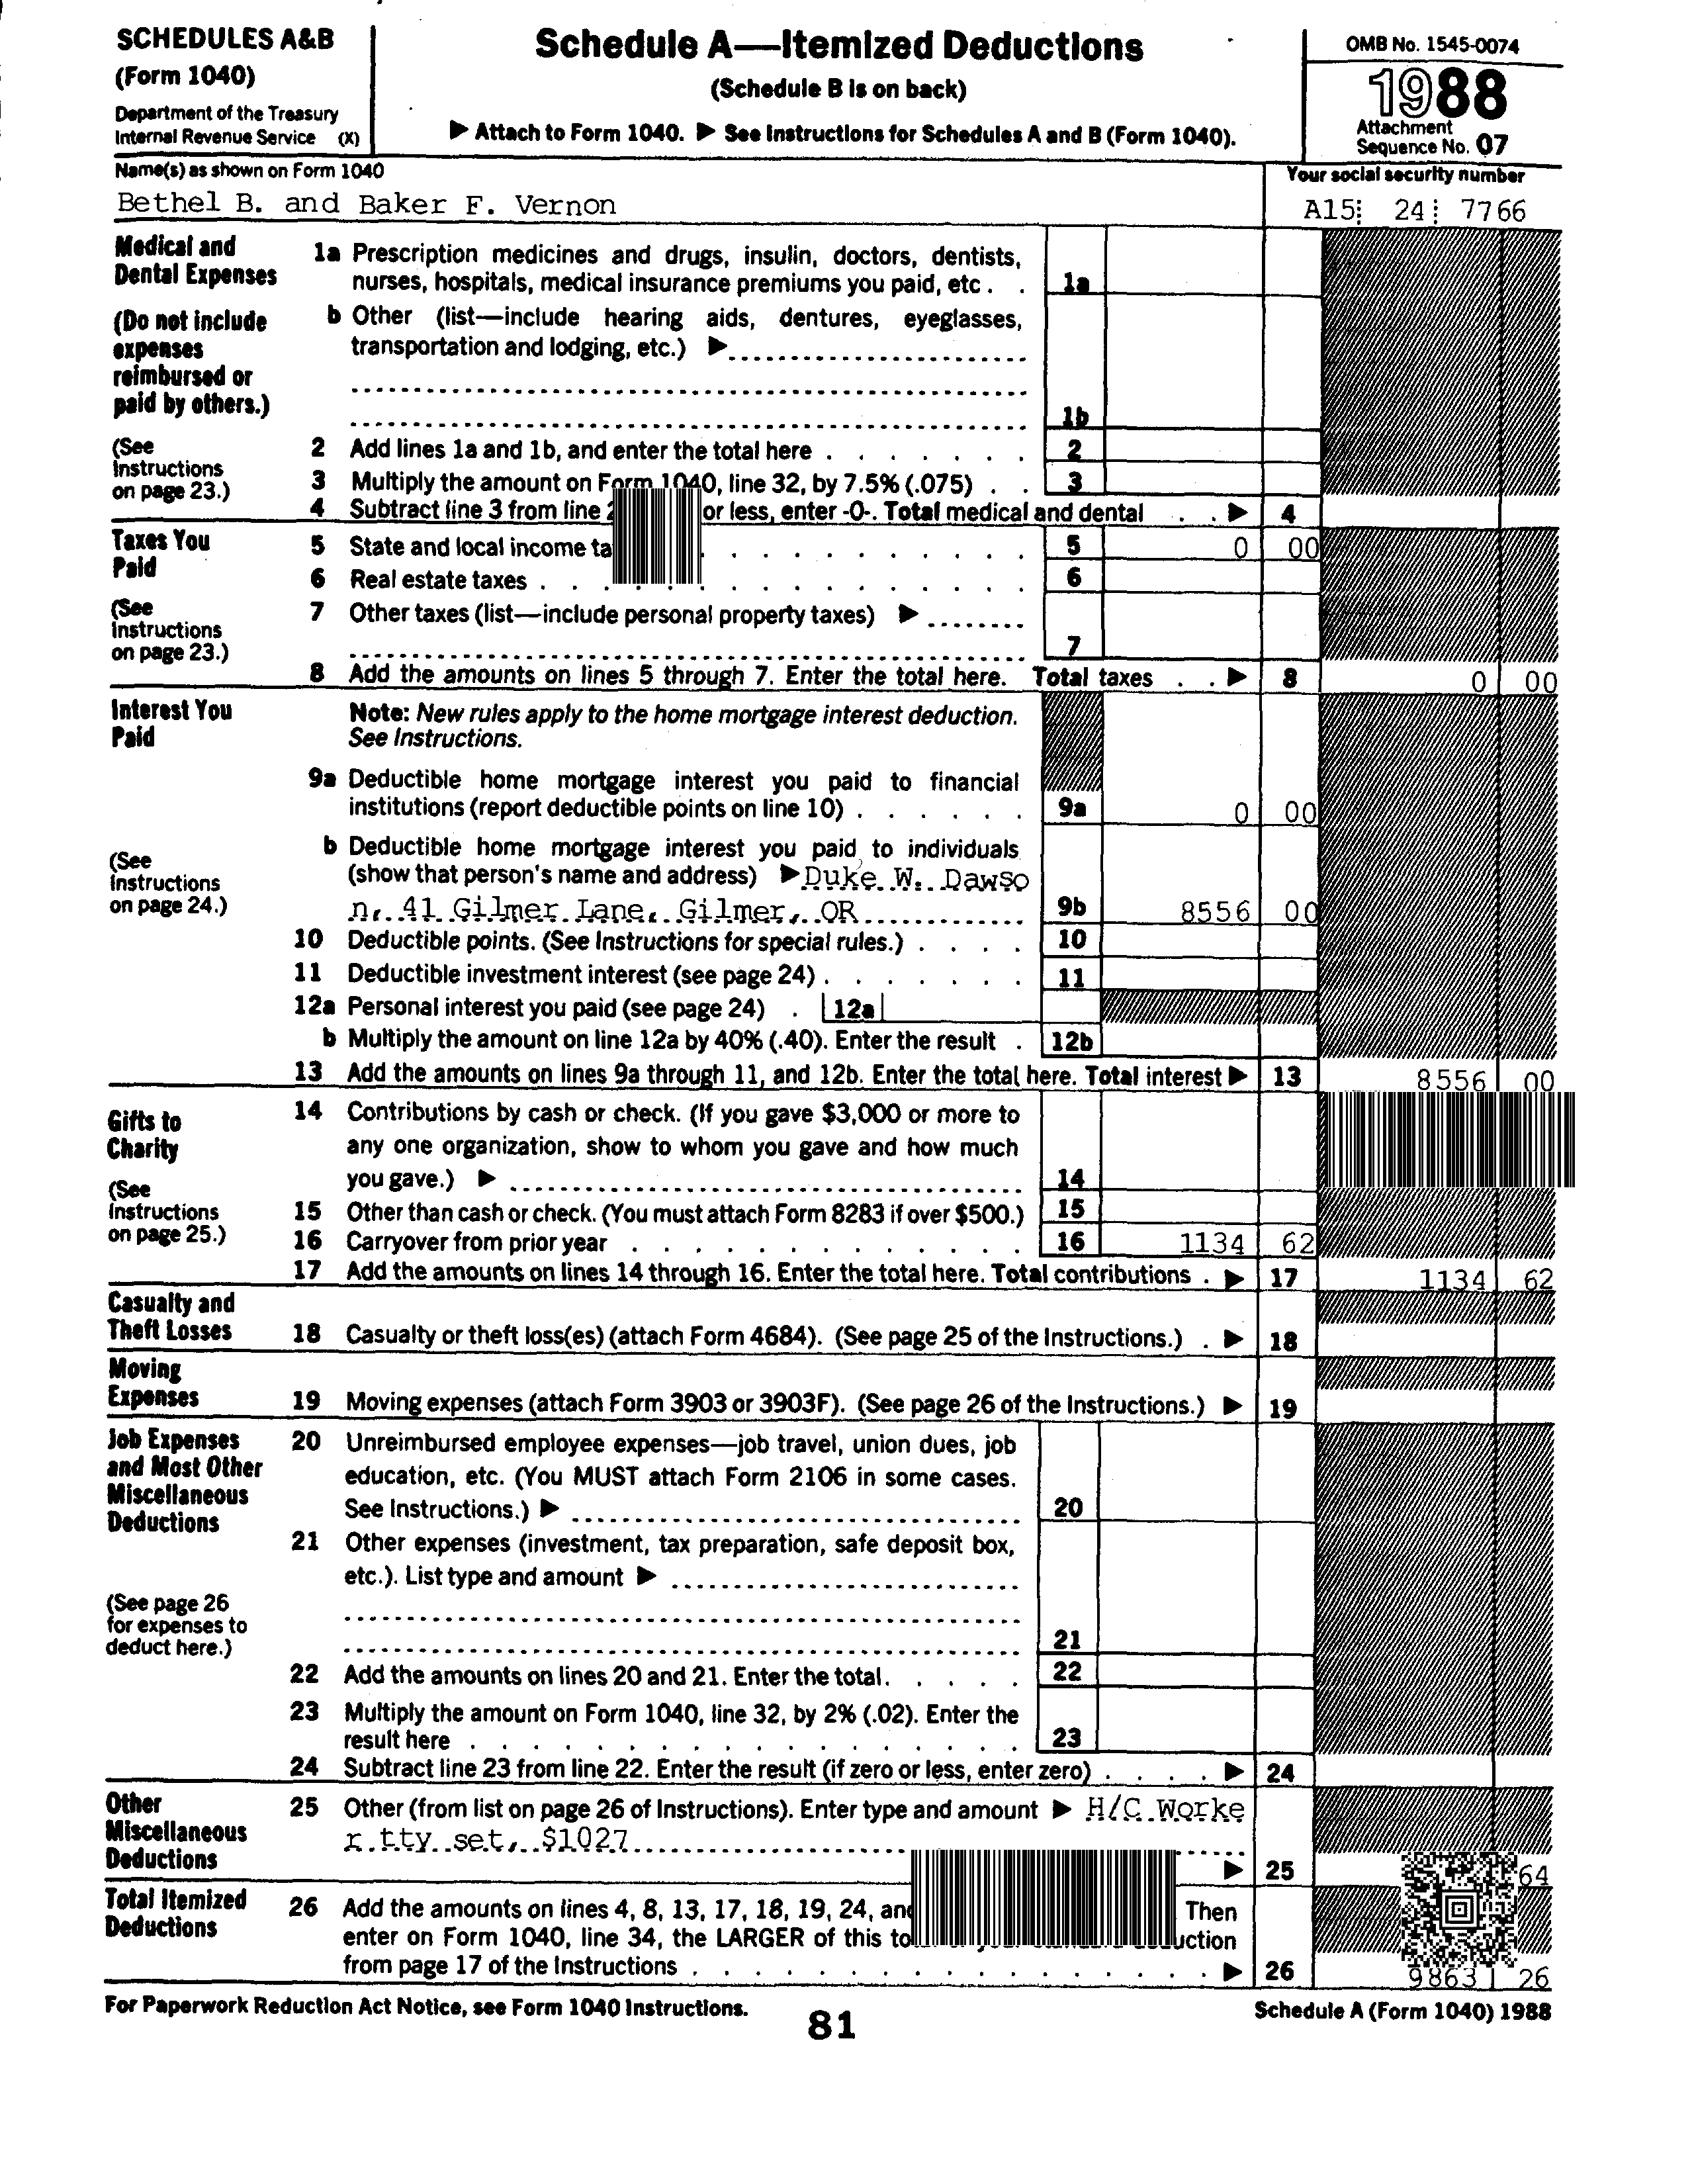 SCHEDULES A&B
(Form 1040)
Department of the Treasury
Internal Revenue Service (X)
Schedule A—Itemized Deductions
(Schedule B is on back)
▶ Attach to Form 1040. ▶ See Instructions for Schedules A and B (Form 1040).
OMB No. 1545-0074
1988
Attachment
Sequence No. 07
Name(s) as shown on Form 1040
Bethel B. and Baker F. Vernon
Your social security number
A15 24 7766
Medical and
Dental Expenses
(Do not include
expenses
reimbursed or
paid by others.)
(See
Instructions
on page 23.)
1a Prescription medicines and drugs, insulin, doctors, dentists,
nurses, hospitals, medical insurance premiums you paid, etc . . 1a
b Other (list—include hearing aids, dentures, eyeglasses,
transportation and lodging, etc.) ▶
1b
2 Add lines 1a and 1b, and enter the total here . . . . . . . 2
3 Multiply the amount on Form 1040, line 32, by 7.5% (.075) . . 3
4 Subtract line 3 from line or less, enter -0-. Total medical and dental . . ▶ 4
Taxes You
Paid
(See
Instructions
on page 23.)
5 State and local income 5 0 00
6 Real estate taxes . . . . 6
7 Other taxes (list—include personal property taxes) ▶
7
8 Add the amounts on lines 5 through 7. Enter the total here. Total taxes . . ▶ 8 0 00
Interest You
Paid
(See
Instructions
on page 24.)
Note: New rules apply to the home mortgage interest deduction.
See Instructions.
9a Deductible home mortgage interest you paid to financial
institutions (report deductible points on line 10) . . . . . . 9a 0 00
b Deductible home mortgage interest you paid to individuals
(show that person's name and address) ▶ Duke W. Dawso
n, 41 Gilmer Lane, Gilmer, OR 9b 8556 00
10 Deductible points. (See Instructions for special rules.) . . . . 10
11 Deductible investment interest (see page 24) . . . . . . . 11
12a Personal interest you paid (see page 24) . 12a
b Multiply the amount on line 12a by 40% (.40). Enter the result . 12b
13 Add the amounts on lines 9a through 11, and 12b. Enter the total here. Total interest ▶ 13 8556 00
Gifts to
Charity
(See
Instructions
on page 25.)
14 Contributions by cash or check. (If you gave $3,000 or more to
any one organization, show to whom you gave and how much
you gave.) ▶ 14
15 Other than cash or check. (You must attach Form 8283 if over $500.) 15
16 Carryover from prior year . . . . . . . . . . . . . 16 1134 62
17 Add the amounts on lines 14 through 16. Enter the total here. Total contributions . ▶ 17 1134 62
Casualty and
Theft Losses
18 Casualty or theft loss(es) (attach Form 4684). (See page 25 of the Instructions.) . ▶ 18
Moving
Expenses
19 Moving expenses (attach Form 3903 or 3903F). (See page 26 of the Instructions.) ▶ 19
Job Expenses
and Most Other
Miscellaneous
Deductions
(See page 26
for expenses to
deduct here.)
20 Unreimbursed employee expenses—job travel, union dues, job
education, etc. (You MUST attach Form 2106 in some cases.
See Instructions.) ▶ 20
21 Other expenses (investment, tax preparation, safe deposit box,
etc.). List type and amount ▶
21
22 Add the amounts on lines 20 and 21. Enter the total. . . . . 22
23 Multiply the amount on Form 1040, line 32, by 2% (.02). Enter the
result here . . . . . . . . . . . . . . . . . 23
24 Subtract line 23 from line 22. Enter the result (if zero or less, enter zero) . . . . ▶ 24
Other
Miscellaneous
Deductions
25 Other (from list on page 26 of Instructions). Enter type and amount ▶ H/C Worke
r tty set, $1027
▶ 25 64
Total Itemized
Deductions
26 Add the amounts on lines 4, 8, 13, 17, 18, 19, 24, and Then
enter on Form 1040, line 34, the LARGER of this
from page 17 of the Instructions . . . . . . . . . . . . . . . . . ▶ 26 9863 26
For Paperwork Reduction Act Notice, see Form 1040 Instructions.
81
Schedule A (Form 1040) 1988